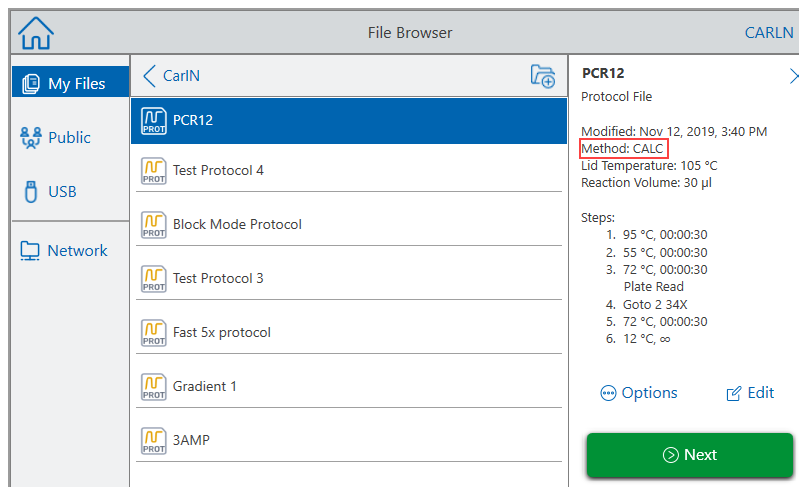 File Browser
CARLN
My Files
Public
USB
Network
CarlN
PCR12
PROT
Test Protocol 4
PROT
Block Mode Protocol
PROT
Test Protocol 3
PROT
Fast 5x protocol
PROT
Gradient 1
PROT
3AMP
PROT
PCR12
Protocol File
Modified: Nov 12, 2019, 3:40 PM
Method: CALC
Lid Temperature: 105 °C
Reaction Volume: 30 µl
Steps:
1. 95 °C, 00:00:30
2. 55 °C, 00:00:30
3. 72 °C, 00:00:30
Plate Read
4. Goto 2 34X
5. 72 °C, 00:00:30
6. 12 °C, ∞
Options
Edit
Next